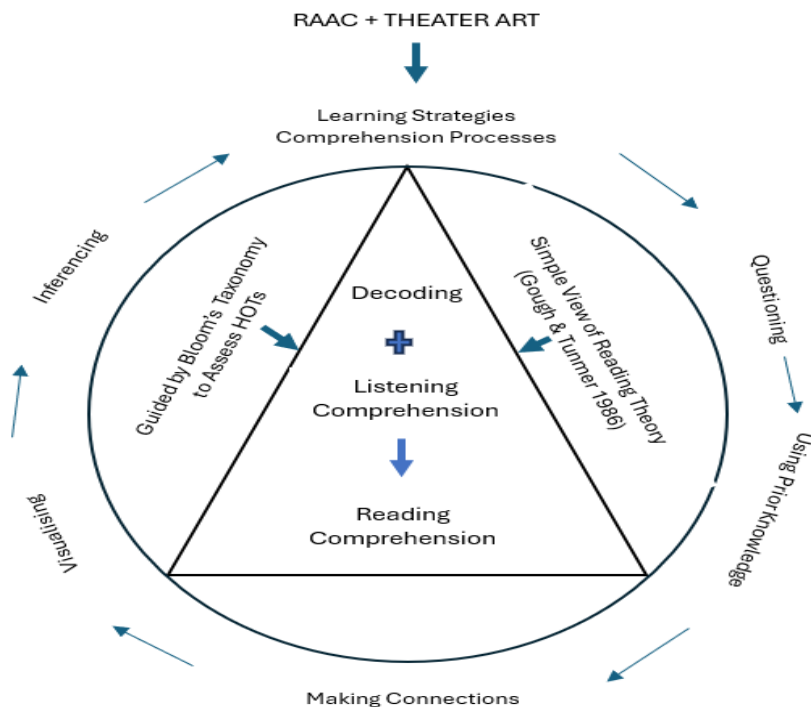 RAAC + THEATER ART
Learning Strategies
Comprehension Processes
Questioning
Using Prior Knowledge
Making Connections
Visualising
Inferencing
Guided by Bloom's Taxonomy
to Assess HOTs
Simple View of Reading Theory
(Gough & Tunmer 1986)
Decoding
+
Listening
Comprehension
Reading
Comprehension